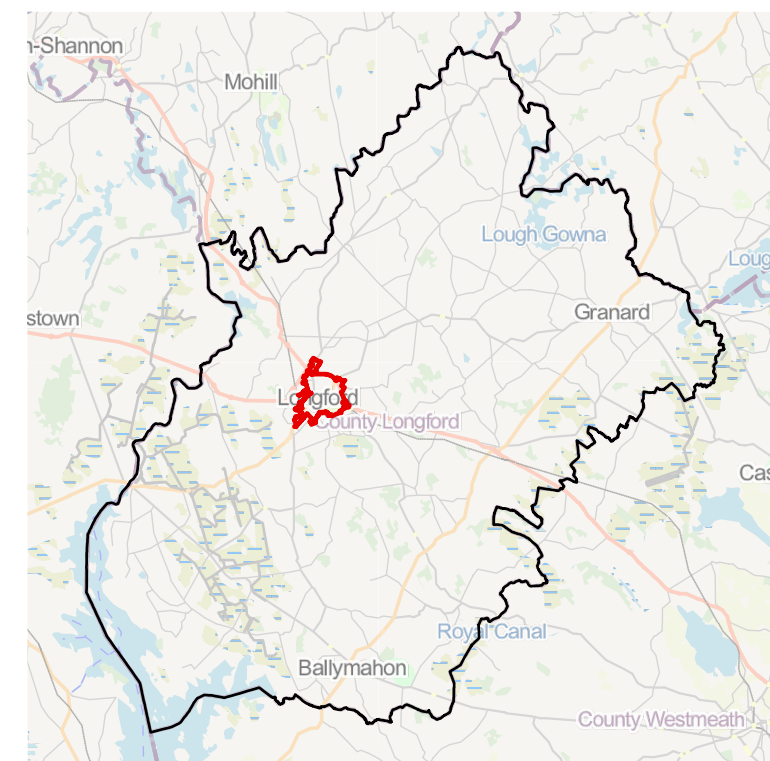 n-Shannon
Mohill
Lough Gowna
Loug
Granard
stown
Longford
County Longford
Cas
Royal Canal
Ballymahon
County Westmeath